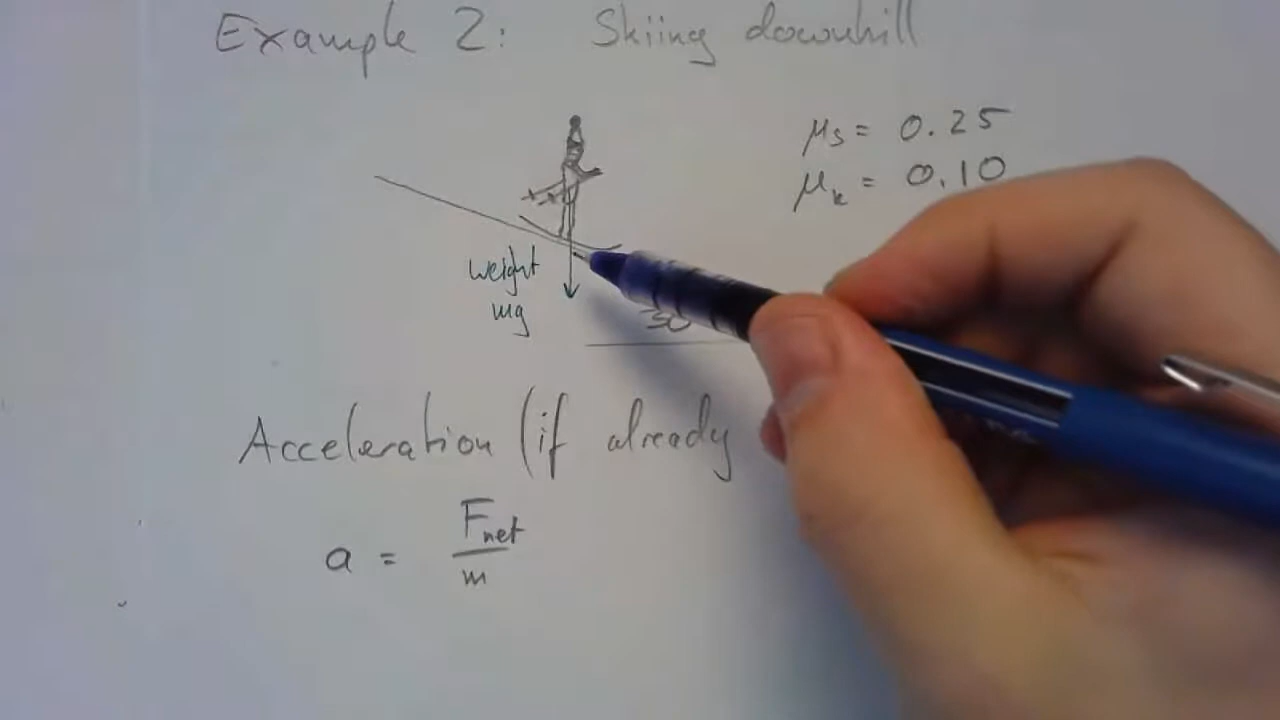 Example 2: Skiing downhill
μs = 0.25
μk = 0.10
weight
mg
30
Acceleration (if already
a = Fnet
m